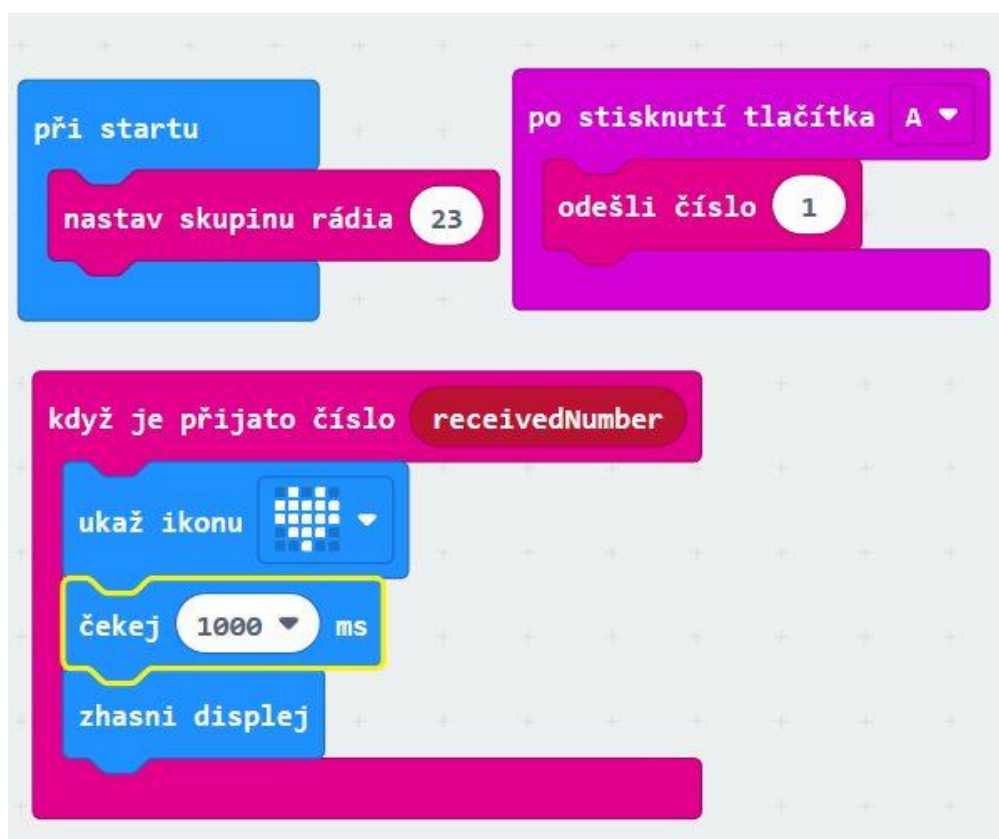 při startu
nastav skupinu rádia 23
po stisknutí tlačítka A
odešli číslo 1
když je přijato číslo receivedNumber
ukaž ikonu
čekej 1000 ms
zhasni displej